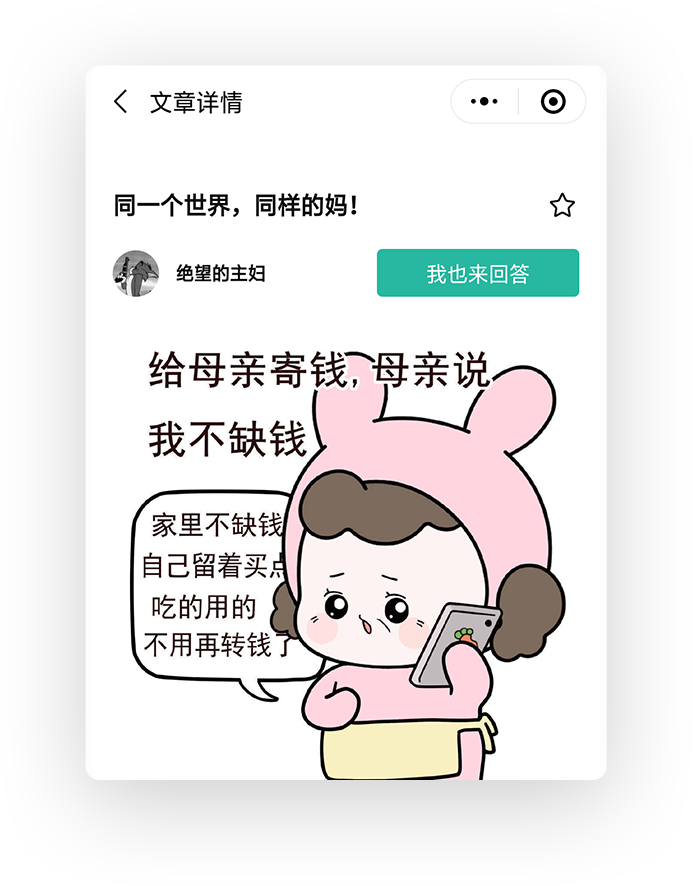 文章详情
同一个世界，同样的妈！
绝望的主妇
我也来回答
给母亲寄钱,母亲说
我不缺钱
家里不缺钱
自己留着买点
吃的用的
不用再转钱了